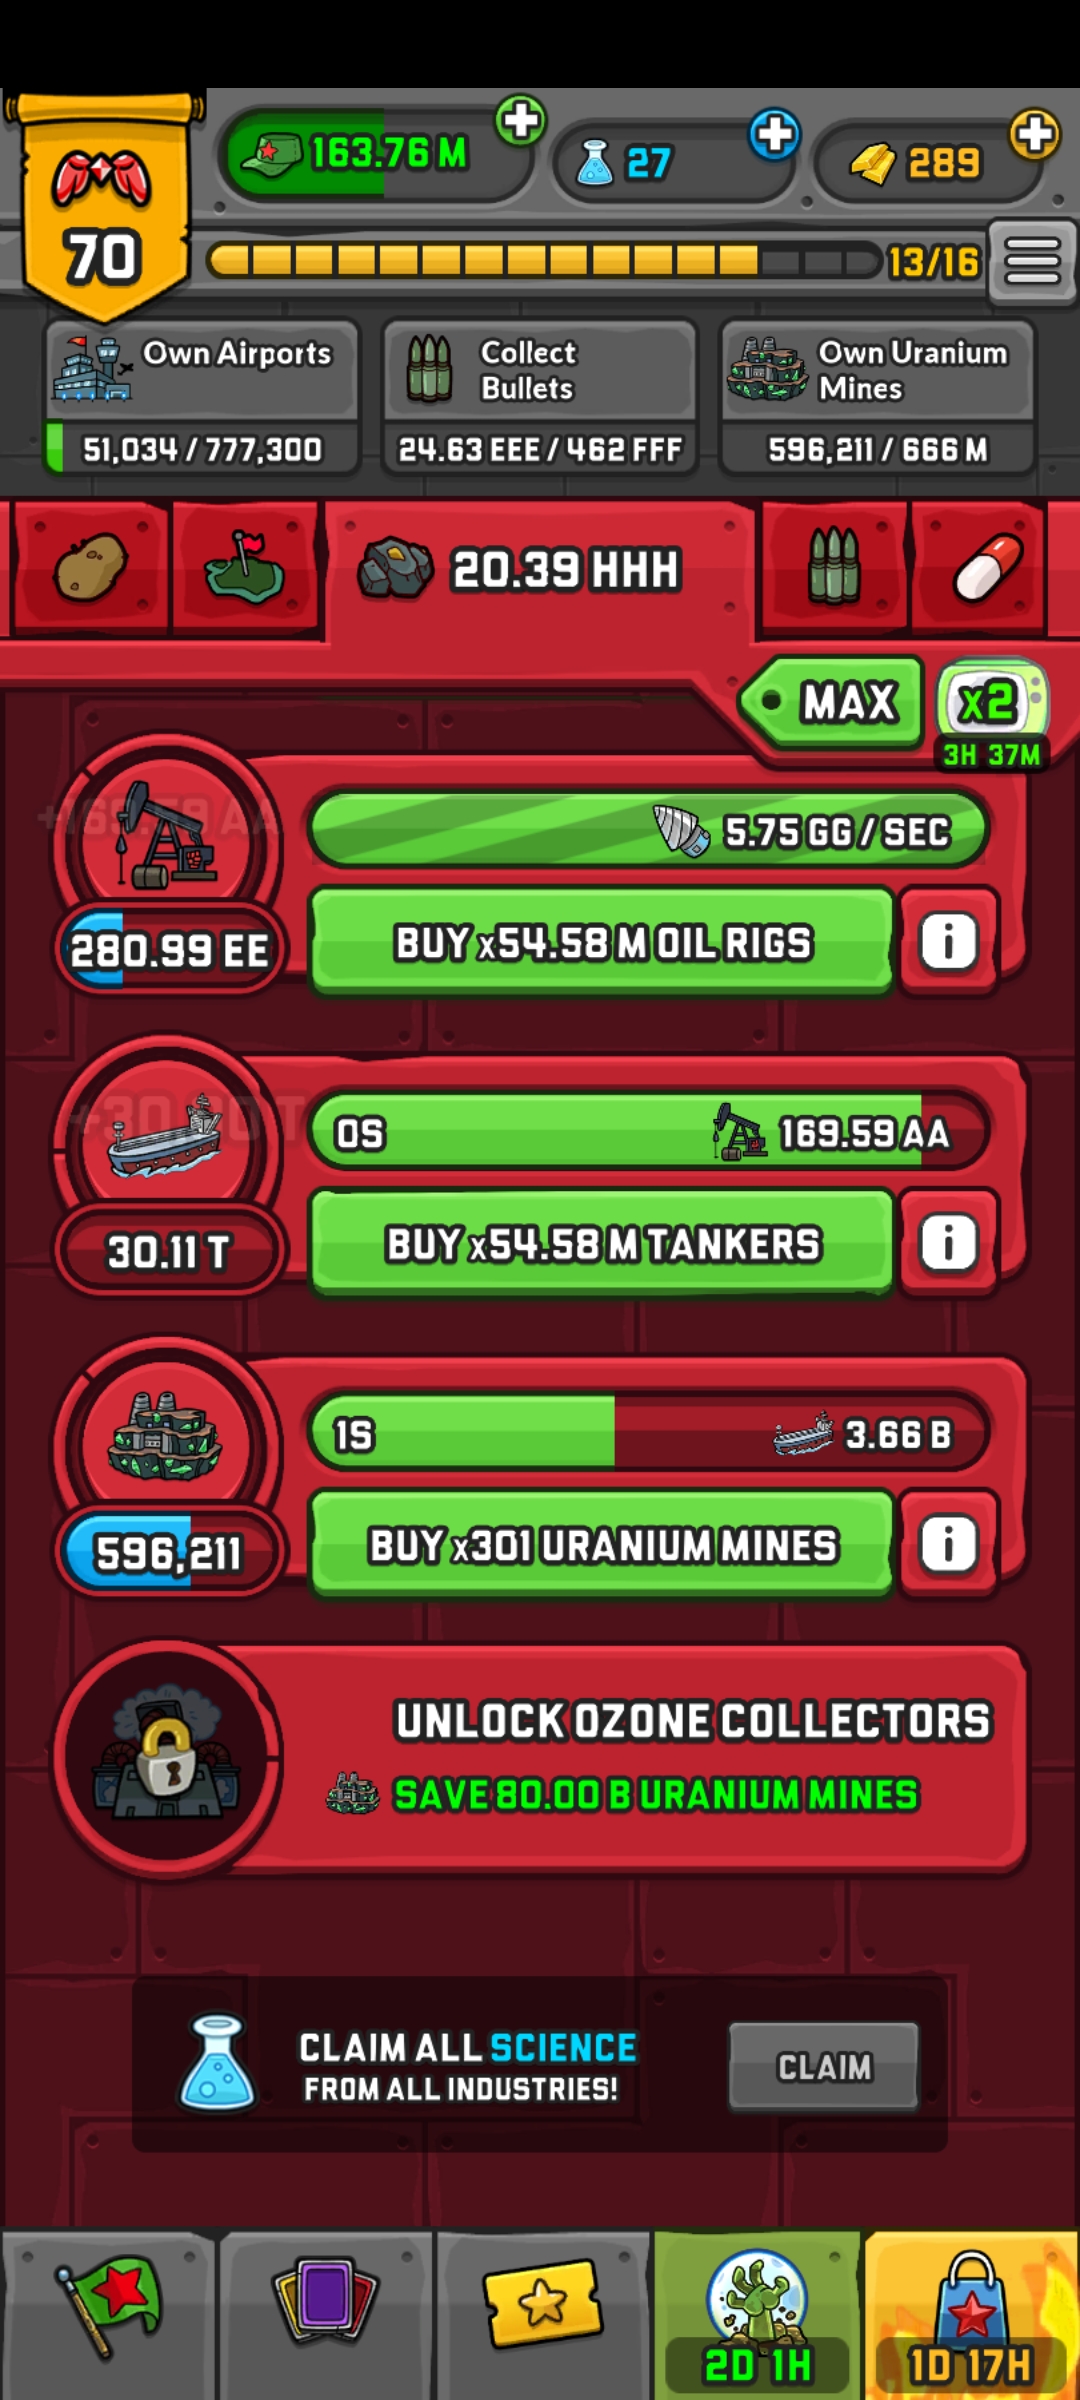 163.76 M
27
289
70
13/16
Own Airports
51,034 / 777,300
Collect
Bullets
24.63 EEE / 462 FFF
Own Uranium
Mines
596,211 / 666 M
20.39 HHH
MAX
x2
3H 37M
+169.59 AA
5.75 GG / SEC
280.99 EE
BUY x54.58 M OIL RIGS
i
0S
169.59 AA
30.11 T
BUY x54.58 M TANKERS
i
1S
3.66 B
596,211
BUY x301 URANIUM MINES
i
UNLOCK OZONE COLLECTORS
SAVE 80.00 B URANIUM MINES
CLAIM ALL SCIENCE
FROM ALL INDUSTRIES!
CLAIM
2D 1H
1D 17H